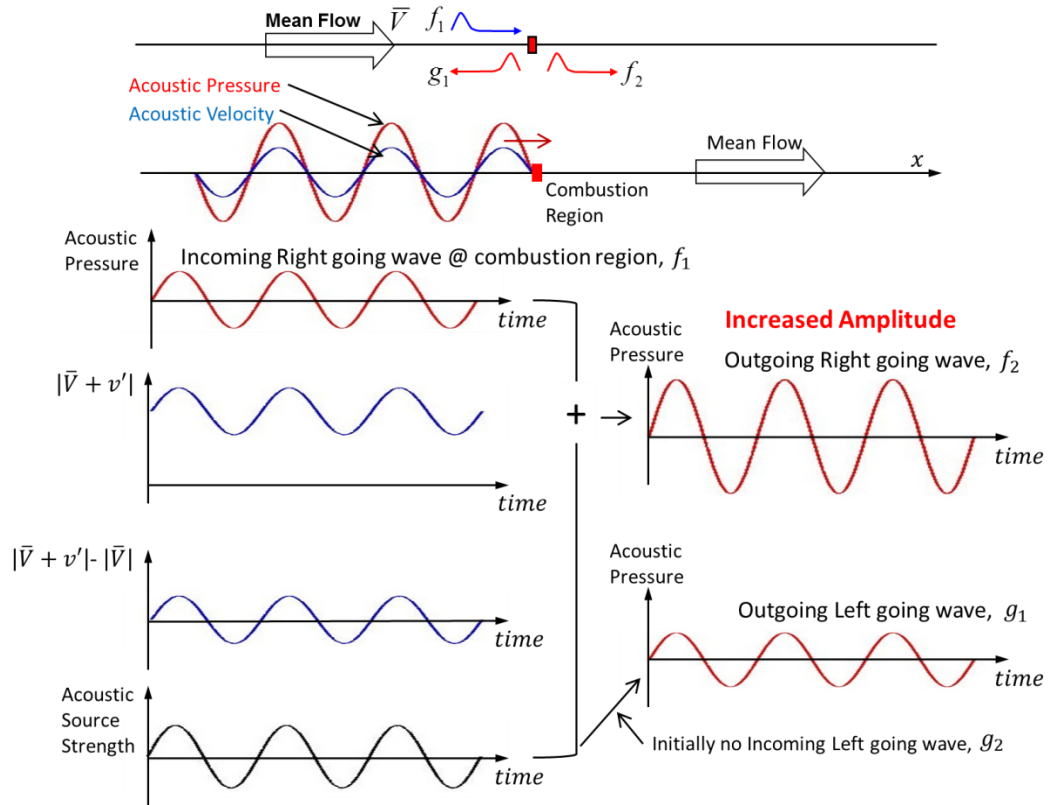 Mean Flow
V̄
f₁
g₁
f₂
Acoustic Pressure
Acoustic Velocity
Mean Flow
x
Combustion
Region
Acoustic
Pressure
Incoming Right going wave @ combustion region, f₁
time
|V̄ + v′|
time
|V̄ + v′|- |V̄|
time
Acoustic
Source
Strength
time
+
Increased Amplitude
Acoustic
Pressure
Outgoing Right going wave, f₂
time
Acoustic
Pressure
Outgoing Left going wave, g₁
time
Initially no Incoming Left going wave, g₂